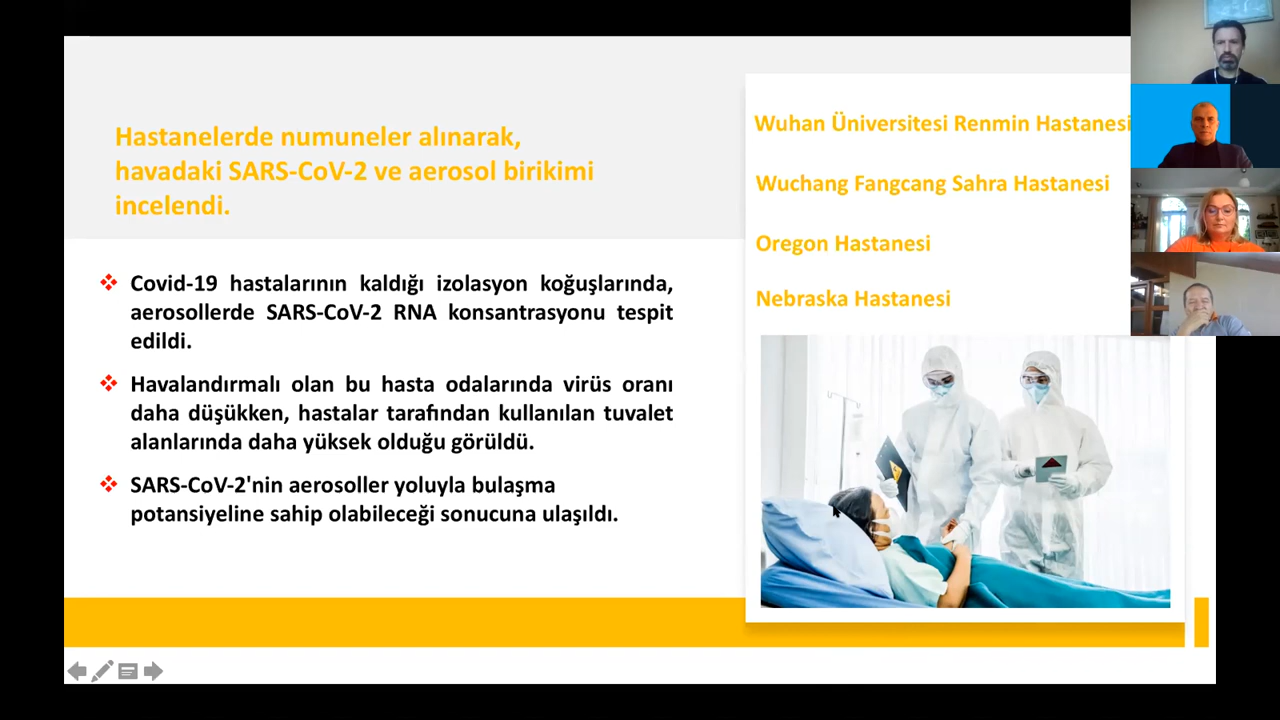 Hastanelerde numuneler alınarak,
havadaki SARS-CoV-2 ve aerosol birikimi
incelendi.
Covid-19 hastalarının kaldığı izolasyon koğuşlarında,
aerosollerde SARS-CoV-2 RNA konsantrasyonu tespit
edildi.
Havalandırmalı olan bu hasta odalarında virüs oranı
daha düşükken, hastalar tarafından kullanılan tuvalet
alanlarında daha yüksek olduğu görüldü.
SARS-CoV-2'nin aerosoller yoluyla bulaşma
potansiyeline sahip olabileceği sonucuna ulaşıldı.
Wuhan Üniversitesi Renmin Hastanesi
Wuchang Fangcang Sahra Hastanesi
Oregon Hastanesi
Nebraska Hastanesi